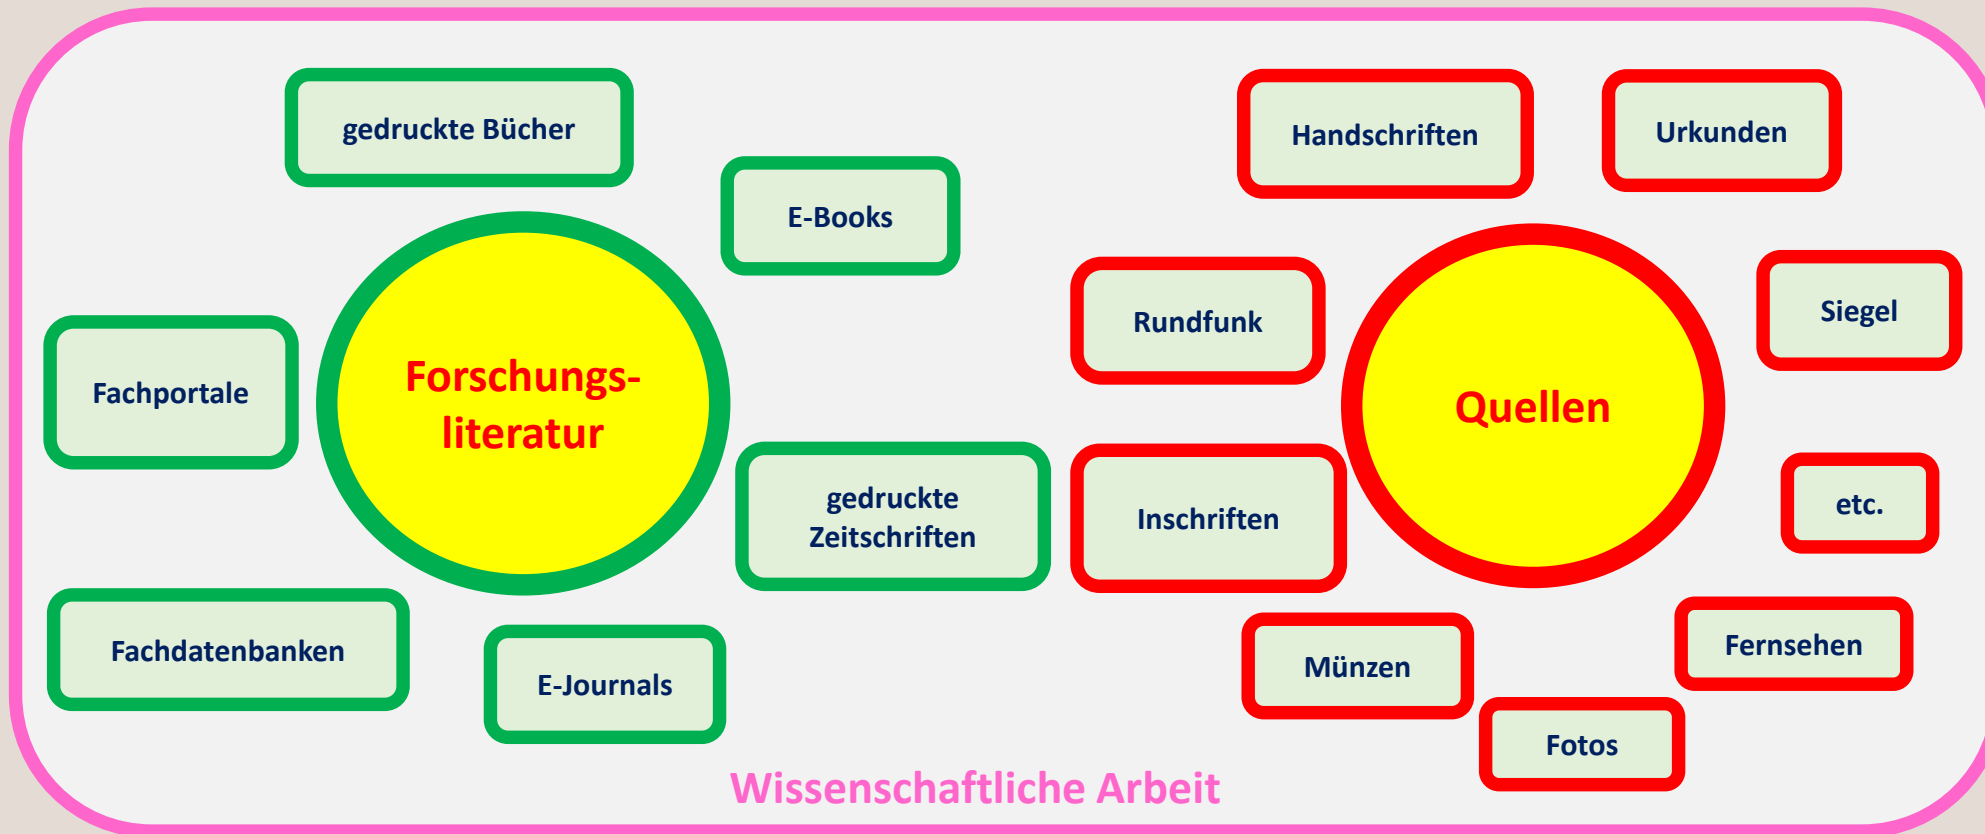 gedruckte Bücher
E-Books
Fachportale
Forschungs-
literatur
gedruckte
Zeitschriften
Fachdatenbanken
E-Journals
Handschriften
Urkunden
Rundfunk
Siegel
Quellen
Inschriften
etc.
Münzen
Fernsehen
Fotos
Wissenschaftliche Arbeit